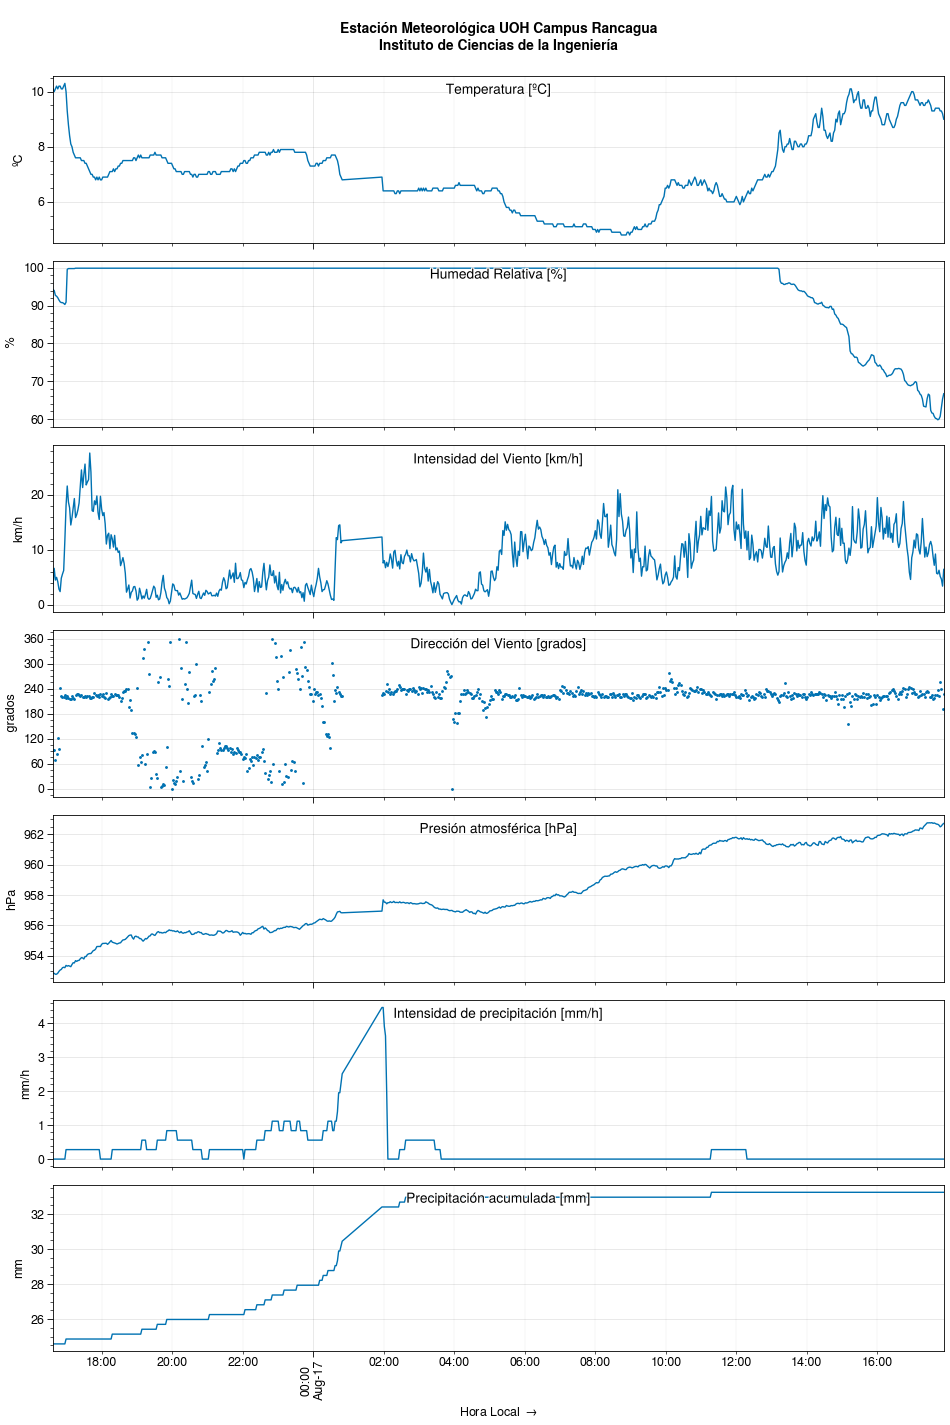 Estación Meteorológica UOH Campus Rancagua
Instituto de Ciencias de la Ingeniería
Temperatura [ºC]
10
8
6
ºC
Humedad Relativa [%]
100
90
80
70
60
%
Intensidad del Viento [km/h]
20
10
0
km/h
Dirección del Viento [grados]
360
300
240
180
120
60
0
grados
Presión atmosférica [hPa]
962
960
958
956
954
hPa
Intensidad de precipitación [mm/h]
4
3
2
1
0
mm/h
Precipitación acumulada [mm]
32
30
28
26
mm
18:00 20:00 22:00 00:00 02:00 04:00 06:00 08:00 10:00 12:00 14:00 16:00
Aug-17
Hora Local →